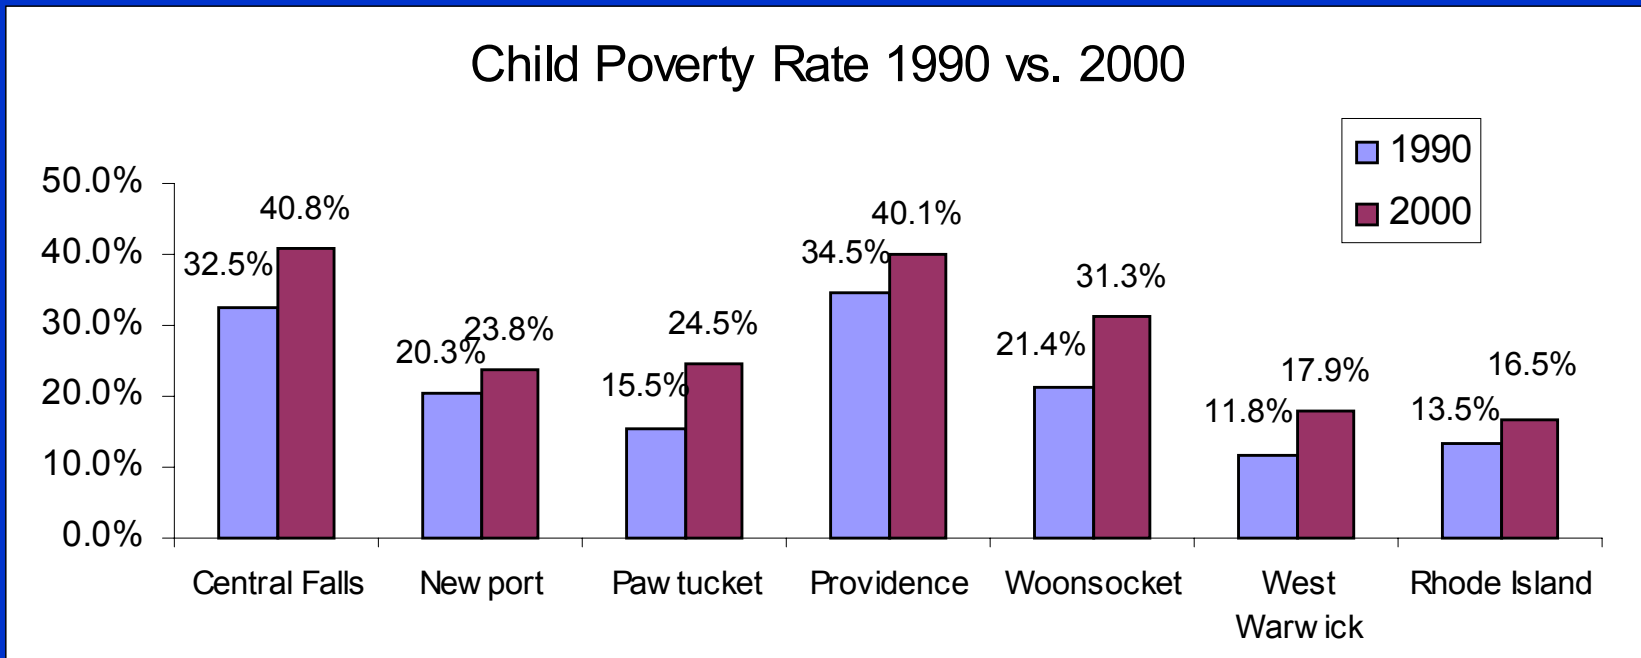 Child Poverty Rate 1990 vs. 2000
1990
2000
50.0%
40.0%
30.0%
20.0%
10.0%
0.0%
32.5%
40.8%
20.3%
23.8%
15.5%
24.5%
34.5%
40.1%
21.4%
31.3%
11.8%
17.9%
13.5%
16.5%
Central Falls
New port
Paw tucket
Providence
Woonsocket
West
Warw ick
Rhode Island